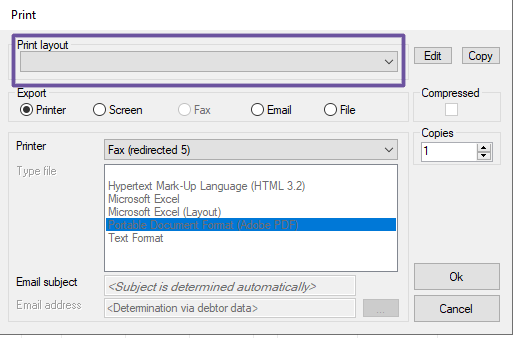 Print
Print layout
Edit
Copy
Export
Printer
Screen
Fax
Email
File
Compressed
Copies
1
Printer
Fax (redirected 5)
Type file
Hypertext Mark-Up Language (HTML 3.2)
Microsoft Excel
Microsoft Excel (Layout)
Portable Document Format (Adobe PDF)
Text Format
Email subject
<Subject is determined automatically>
Email address
<Determination via debtor data>
...
Ok
Cancel